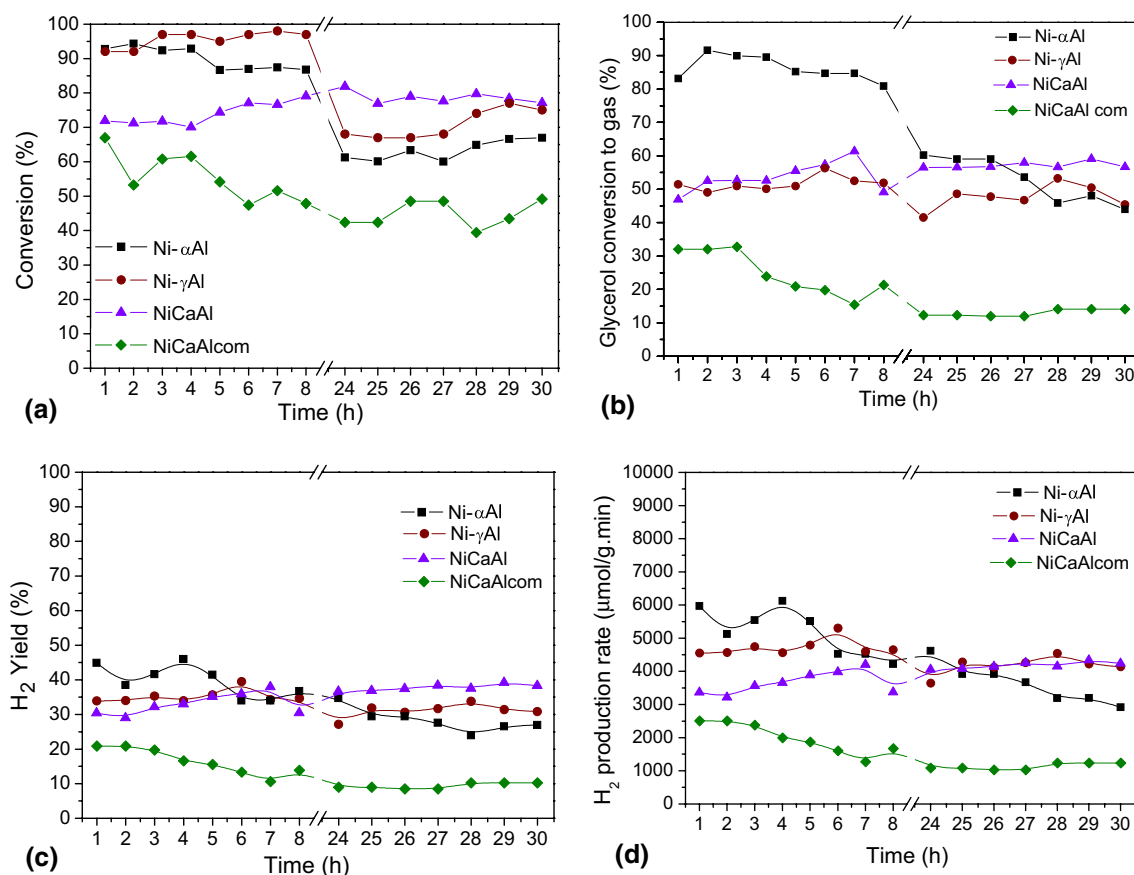 100
90
80
70
60
50
40
30
20
10
0
Conversion (%)
Ni-αAl
Ni-γAl
NiCaAl
NiCaAlcom
1 2 3 4 5 6 7 8 24 25 26 27 28 29 30
Time (h)
(a)
100
90
80
70
60
50
40
30
20
10
0
Glycerol conversion to gas (%)
Ni-αAl
Ni-γAl
NiCaAl
NiCaAl com
1 2 3 4 5 6 7 8 24 25 26 27 28 29 30
Time (h)
(b)
100
90
80
70
60
50
40
30
20
10
0
H2 Yield (%)
Ni-αAl
Ni-γAl
NiCaAl
NiCaAlcom
1 2 3 4 5 6 7 8 24 25 26 27 28 29 30
Time (h)
(c)
10000
9000
8000
7000
6000
5000
4000
3000
2000
1000
0
H2 production rate (μmol/g.min)
Ni-αAl
Ni-γAl
NiCaAl
NiCaAlcom
1 2 3 4 5 6 7 8 24 25 26 27 28 29 30
Time (h)
(d)